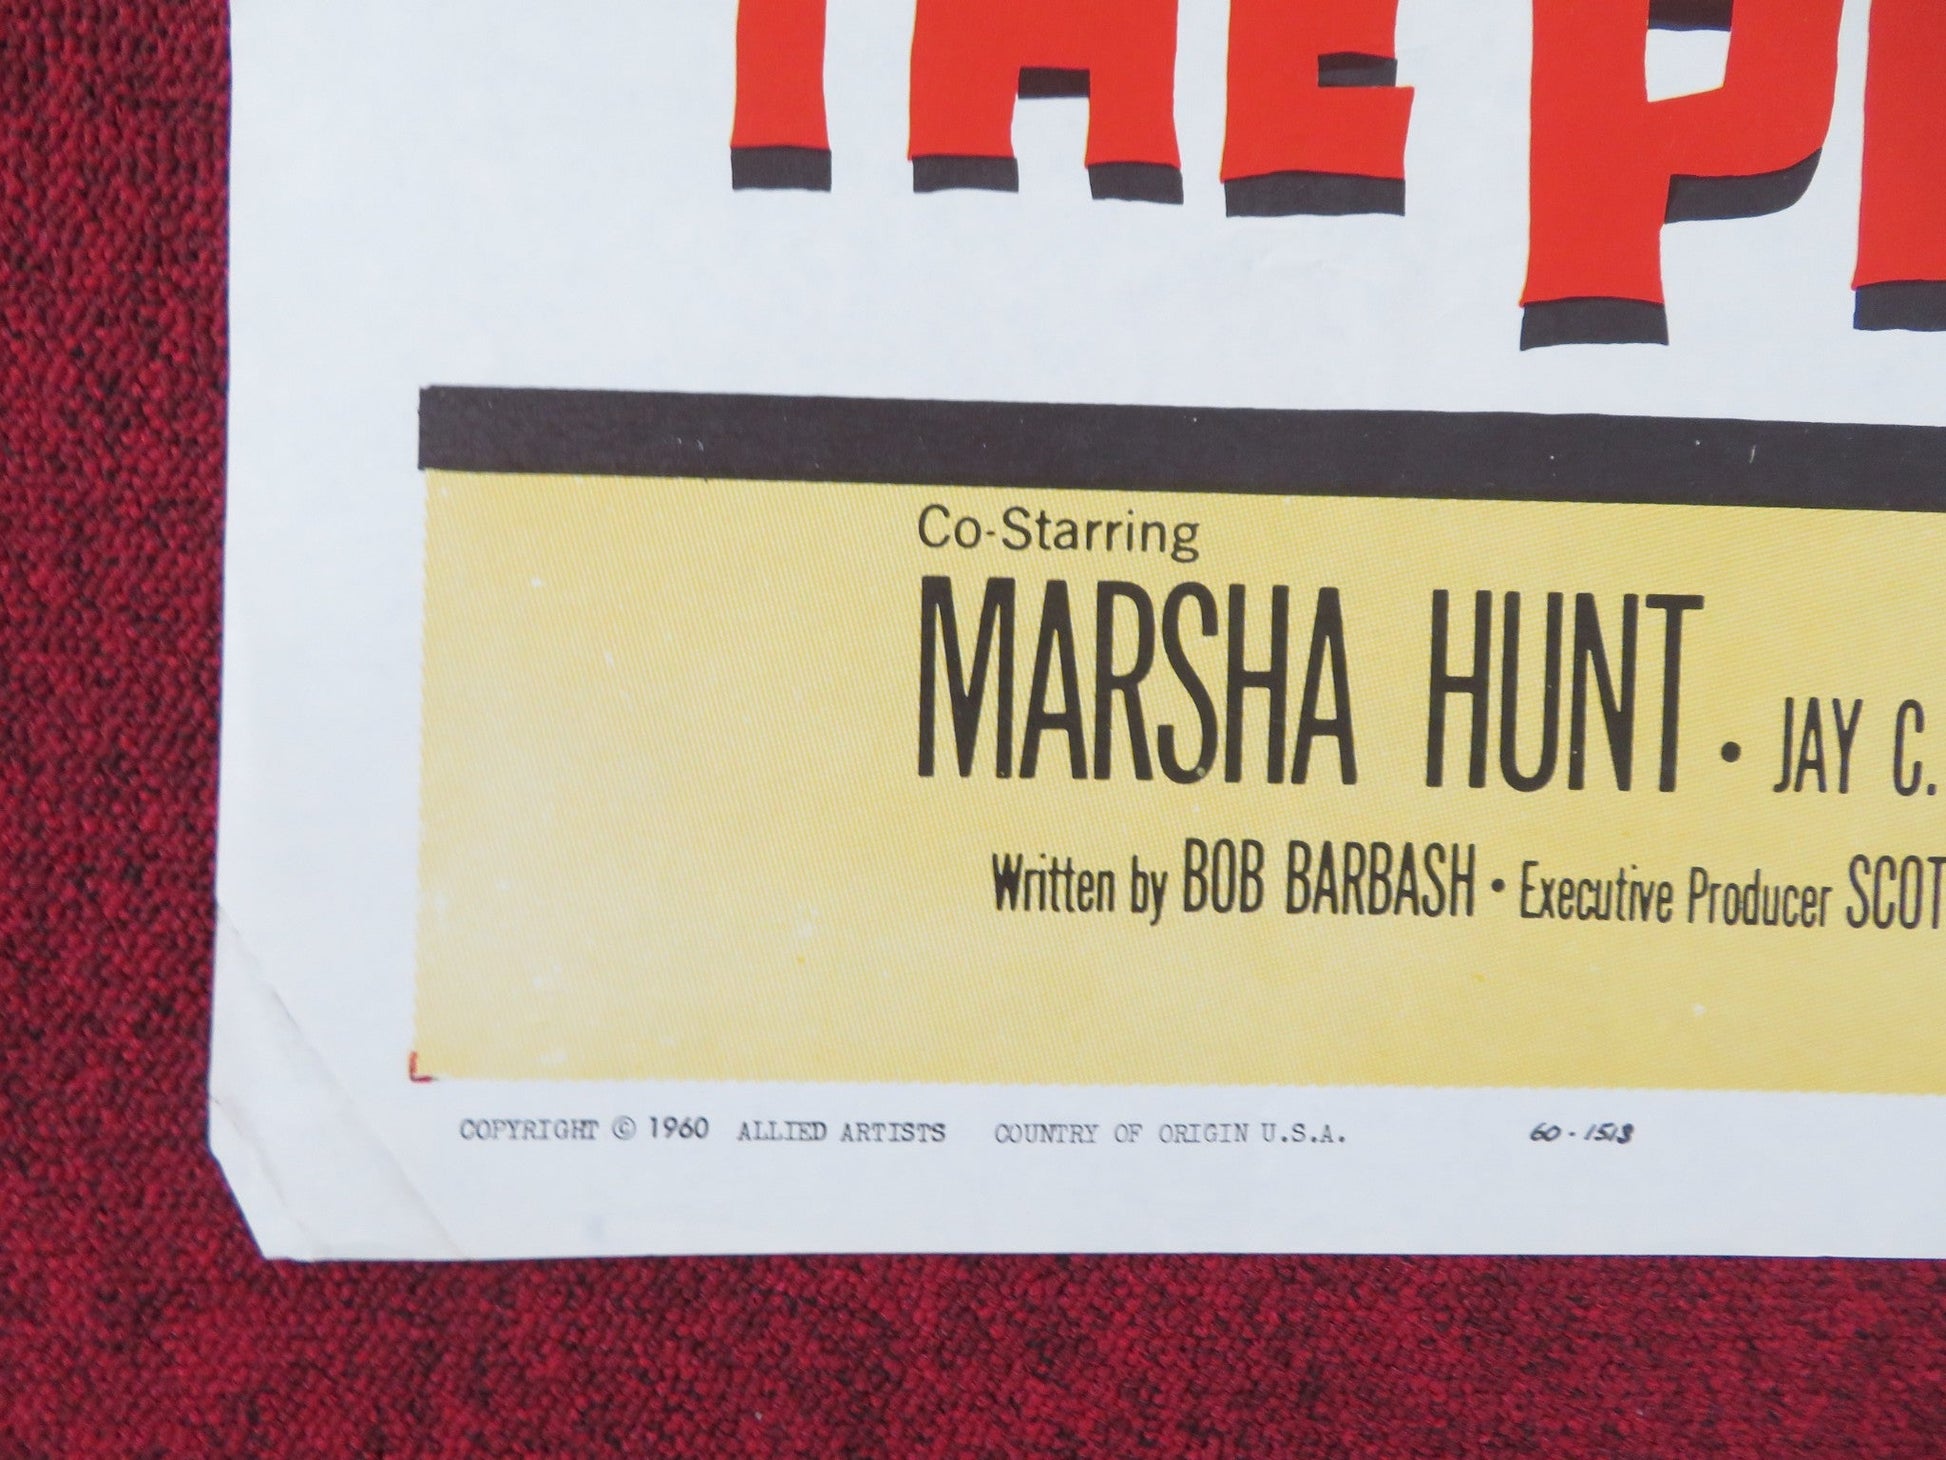 THE
Co-Starring
MARSHA HUNT • JAY C.
Written by BOB BARBASH • Executive Producer SCOT
COPYRIGHT © 1960 ALLIED ARTISTS COUNTRY OF ORIGIN U.S.A. 60-1513